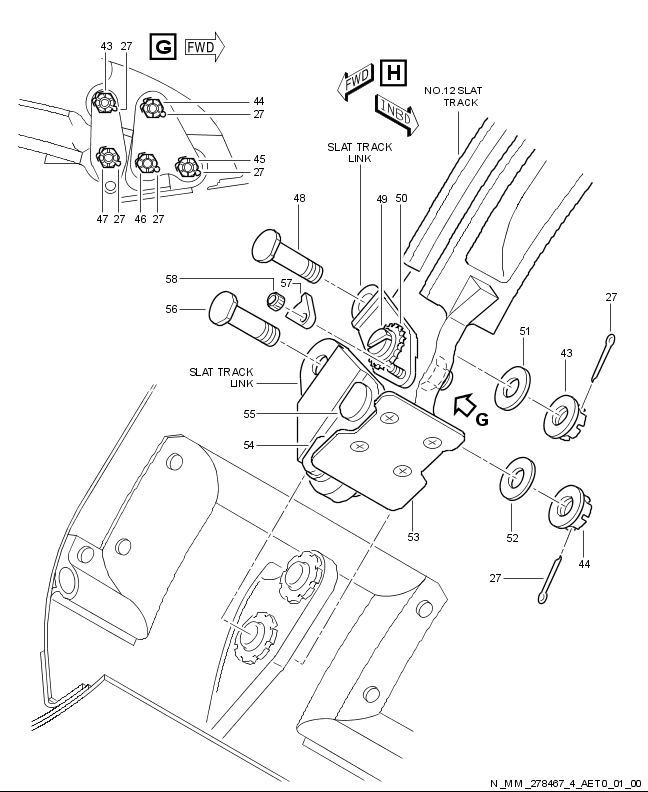 43 27 G FWD
44
27
45
27
47 27 46 27
FWD H
INBD
NO.12 SLAT
TRACK
SLAT TRACK
LINK
48
49 50
58
57
56
27
51
43
SLAT TRACK
LINK
55
54
G
53
52
44
27
N_MM_278467_4_AET0_01_00